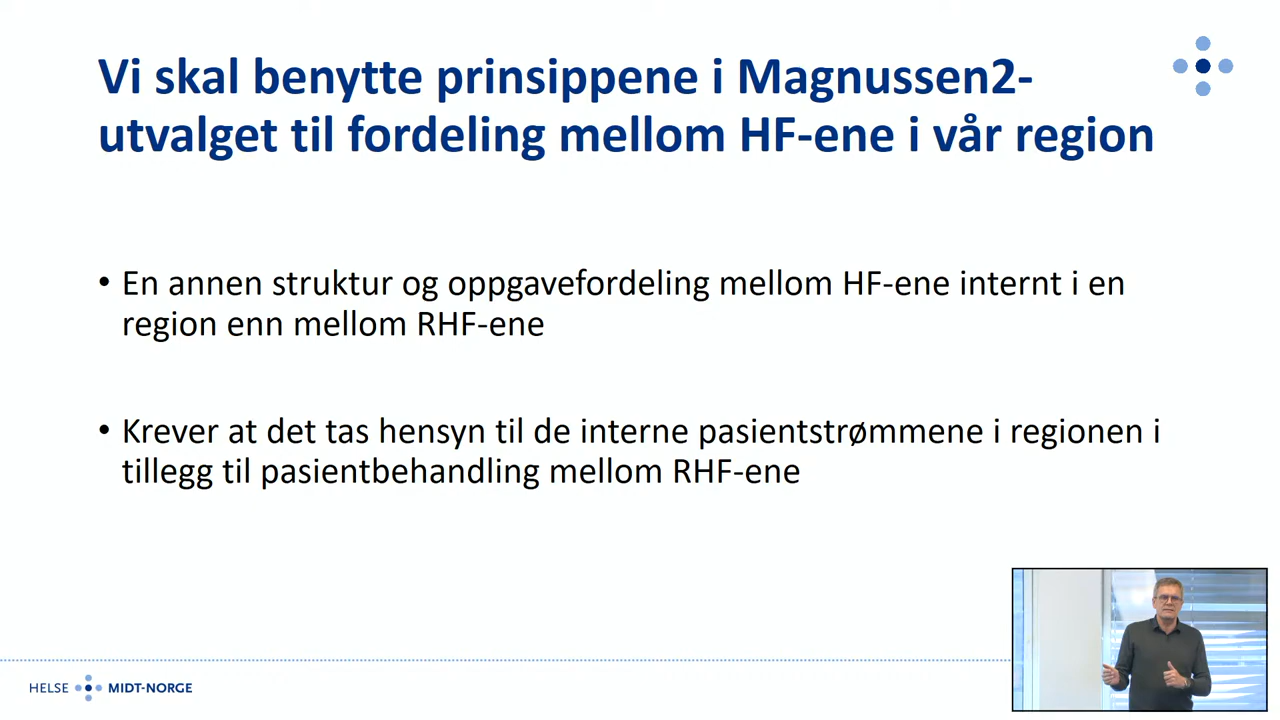 Vi skal benytte prinsippene i Magnussen2-
utvalget til fordeling mellom HF-ene i vår region
• En annen struktur og oppgavefordeling mellom HF-ene internt i en
region enn mellom RHF-ene
• Krever at det tas hensyn til de interne pasientstrømmene i regionen i
tillegg til pasientbehandling mellom RHF-ene
HELSE MIDT-NORGE